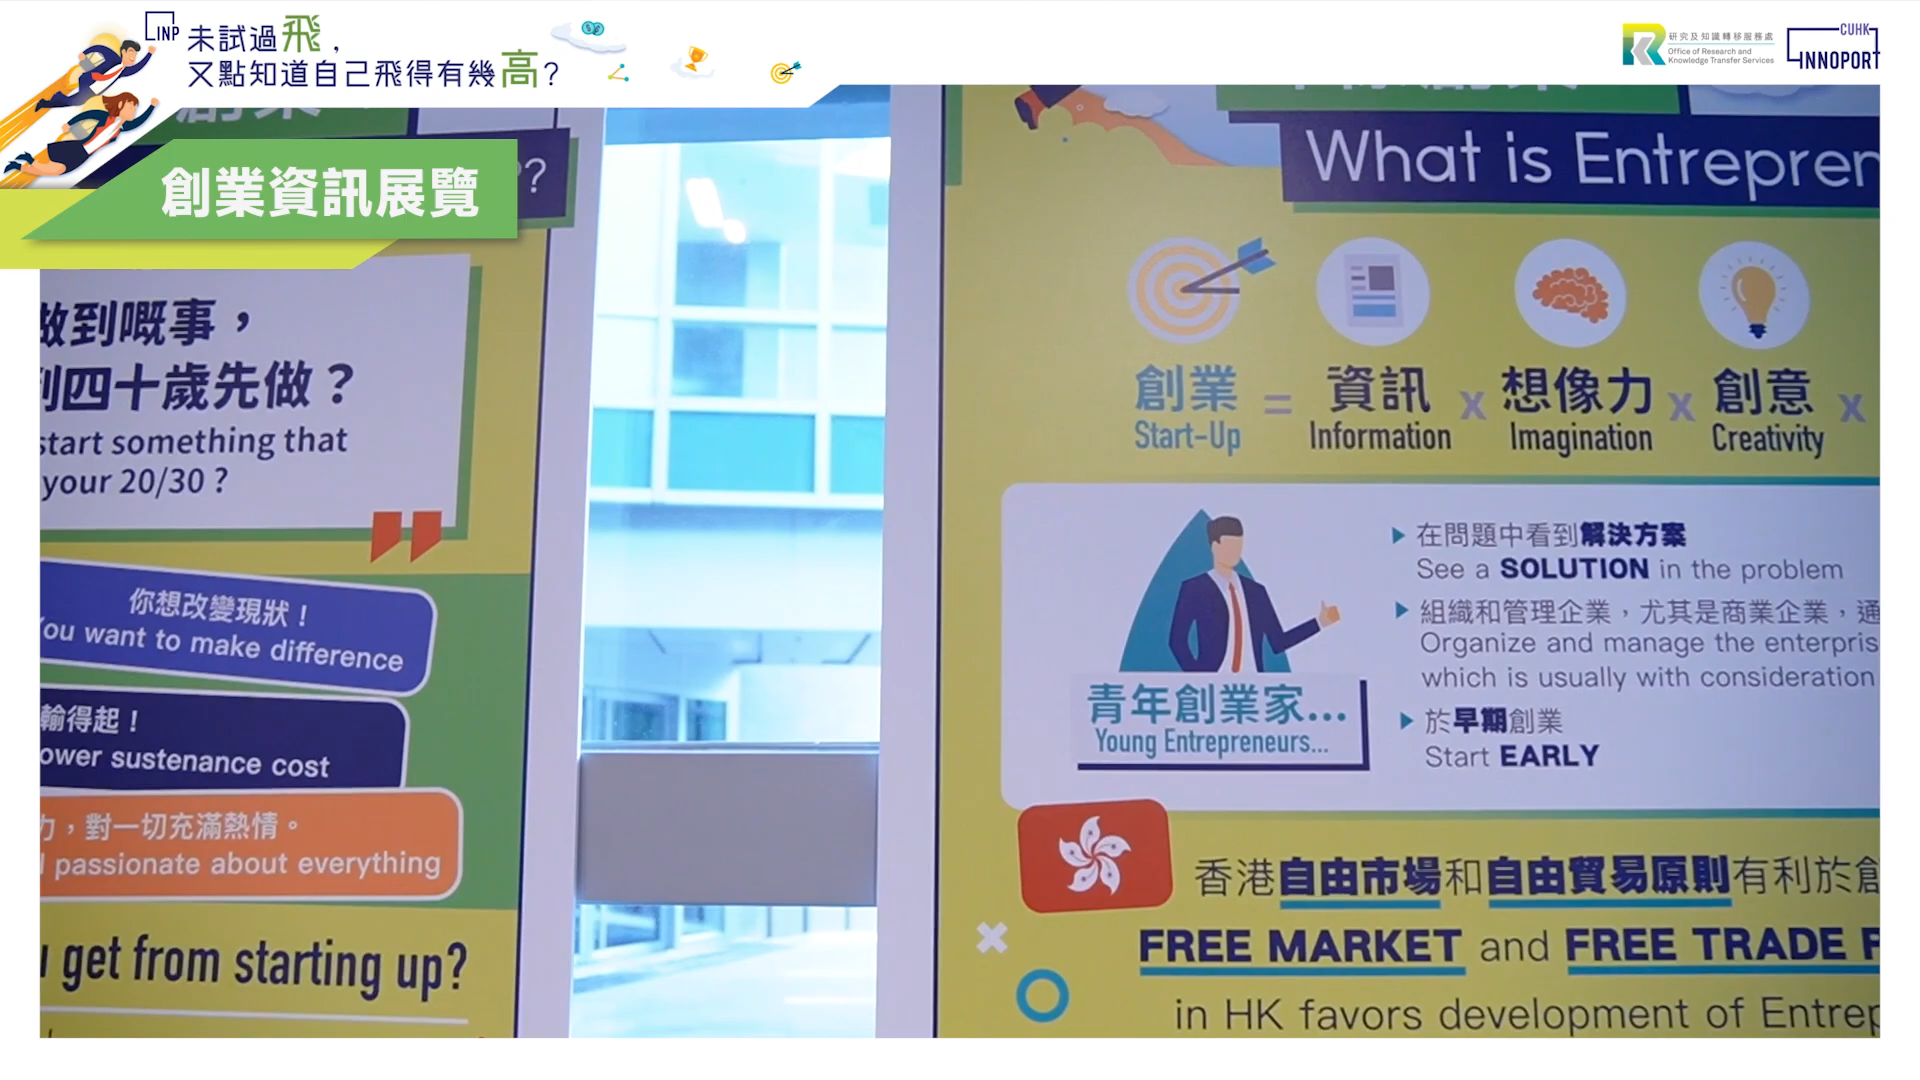 INP
未試過飛，
又點知道自己飛得有幾高？
研究及知識轉移服務處
Office of Research and
Knowledge Transfer Services
CUHK
INNOPORT
創業資訊展覽
?
做到嘅事，
四十歲先做？
start something that
your 20/30 ?
你想改變現狀！
You want to make difference
輸得起！
ower sustenance cost
力，對一切充滿熱情。
passionate about everything
get from starting up?
What is Entrepren
創業 = 資訊 x 想像力 x 創意 x
Start-Up Information Imagination Creativity
在問題中看到解決方案
See a SOLUTION in the problem
組織和管理企業，尤其是商業企業，通
Organize and manage the enterpris
which is usually with consideration
於早期創業
Start EARLY
青年創業家...
Young Entrepreneurs...
香港自由市場和自由貿易原則有利於創
FREE MARKET and FREE TRADE
in HK favors development of Entrep